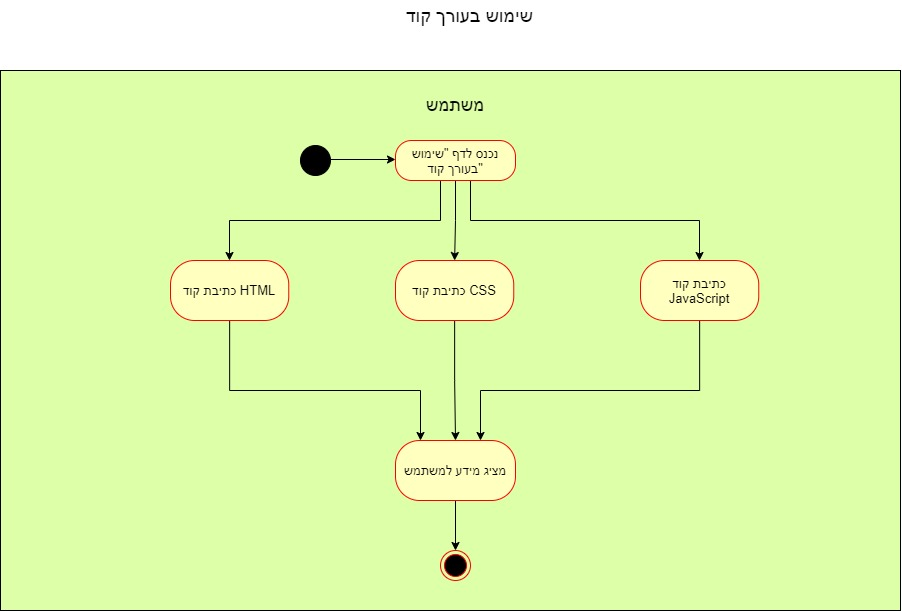 שימוש בעורך קוד
משתמש
נכנס לדף "שימוש
בעורך קוד"
כתיבת קוד HTML
כתיבת קוד CSS
כתיבת קוד
JavaScript
מציג מידע למשתמש